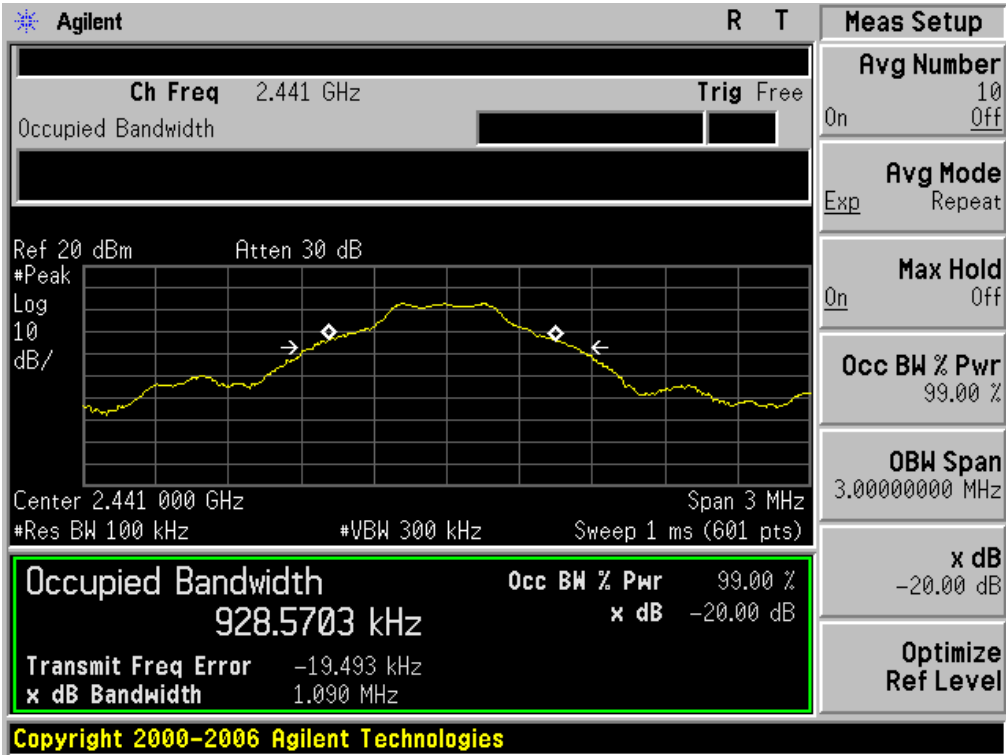 Agilent R T
Meas Setup
Ch Freq 2.441 GHz Trig Free
Occupied Bandwidth
Ref 20 dBm Atten 30 dB
#Peak
Log
10
dB/
Center 2.441 000 GHz Span 3 MHz
#Res BW 100 kHz #VBW 300 kHz Sweep 1 ms (601 pts)
Occupied Bandwidth
928.5703 kHz
Occ BW % Pwr 99.00 %
x dB -20.00 dB
Transmit Freq Error -19.493 kHz
x dB Bandwidth 1.090 MHz
Avg Number
10
On Off
Avg Mode
Exp Repeat
Max Hold
On Off
Occ BW % Pwr
99.00 %
OBW Span
3.00000000 MHz
x dB
-20.00 dB
Optimize
Ref Level
Copyright 2000-2006 Agilent Technologies